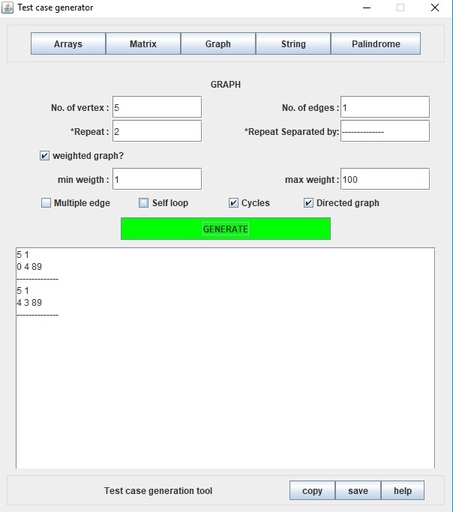 Test case generator
Arrays Matrix Graph String Palindrome
GRAPH
No. of vertex : 5 No. of edges : 1
*Repeat : 2 *Repeat Separated by: --------------
weighted graph?
min weigth : 1 max weight : 100
Multiple edge Self loop Cycles Directed graph
GENERATE
5 1
0 4 89
--------------
5 1
4 3 89
--------------
Test case generation tool copy save help